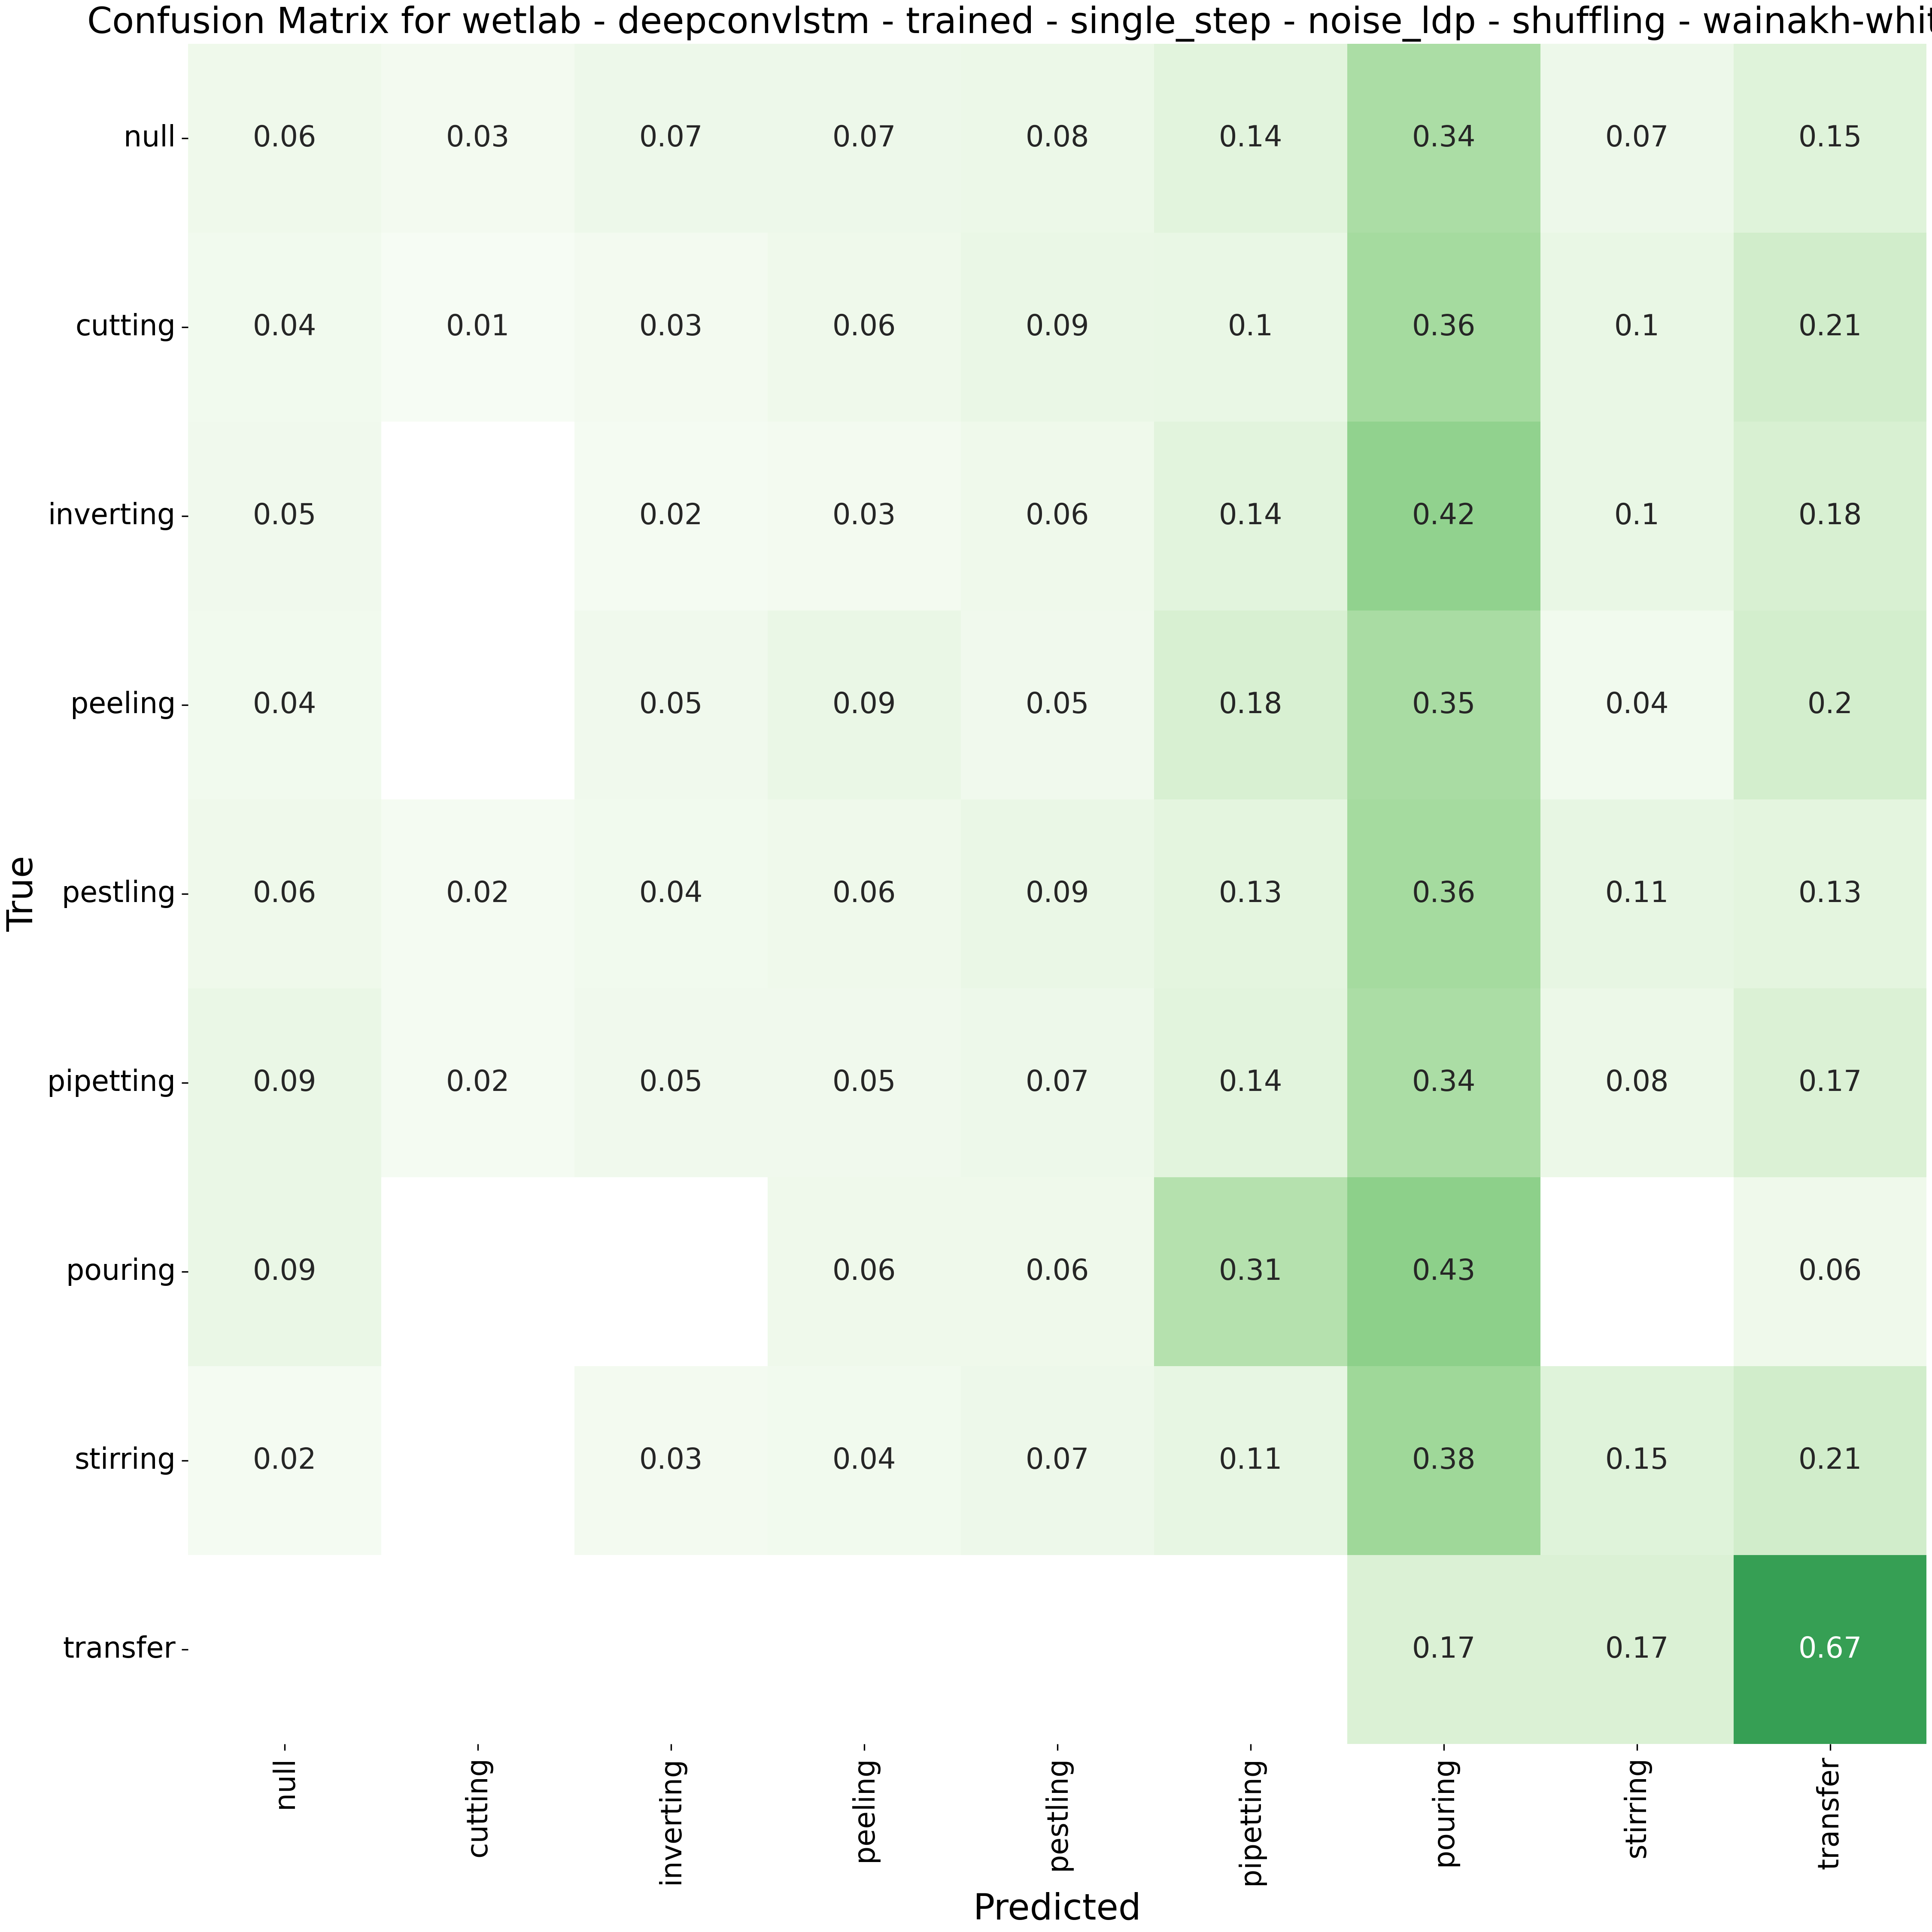 Confusion Matrix for wetlab - deepconvlstm - trained - single_step - noise_ldp - shuffling - wainakh-whit
null 0.06 0.03 0.07 0.07 0.08 0.14 0.34 0.07 0.15
cutting 0.04 0.01 0.03 0.06 0.09 0.1 0.36 0.1 0.21
inverting 0.05 0.02 0.03 0.06 0.14 0.42 0.1 0.18
peeling 0.04 0.05 0.09 0.05 0.18 0.35 0.04 0.2
pestling 0.06 0.02 0.04 0.06 0.09 0.13 0.36 0.11 0.13
pipetting 0.09 0.02 0.05 0.05 0.07 0.14 0.34 0.08 0.17
pouring 0.09 0.06 0.06 0.31 0.43 0.06
stirring 0.02 0.03 0.04 0.07 0.11 0.38 0.15 0.21
transfer 0.17 0.17 0.67
True
null cutting inverting peeling pestling pipetting pouring stirring transfer
Predicted